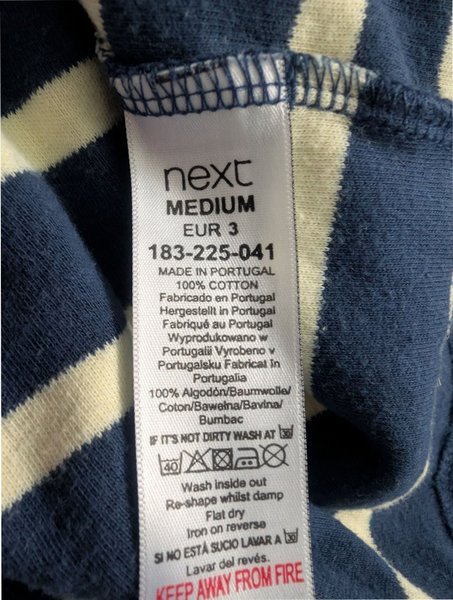 next
MEDIUM
EUR 3
183-225-041
MADE IN PORTUGAL
100% COTTON
Fabricado en Portugal
Hergestellt in Portugal
Fabriqué au Portugal
Wyprodukowano w
Portugalii Vyrobeno v
Portugalsku Fabricat în
Portugalia
100% Algodón/Baumwolle/
Coton/Bawełna/Bavlna/
Bumbac
IF IT'S NOT DIRTY WASH AT 30
40
Wash inside out
Re-shape whilst damp
Flat dry
Iron on reverse
SI NO ESTÁ SUCIO LAVAR A 30
Lavar del revés.
KEEP AWAY FROM FIRE